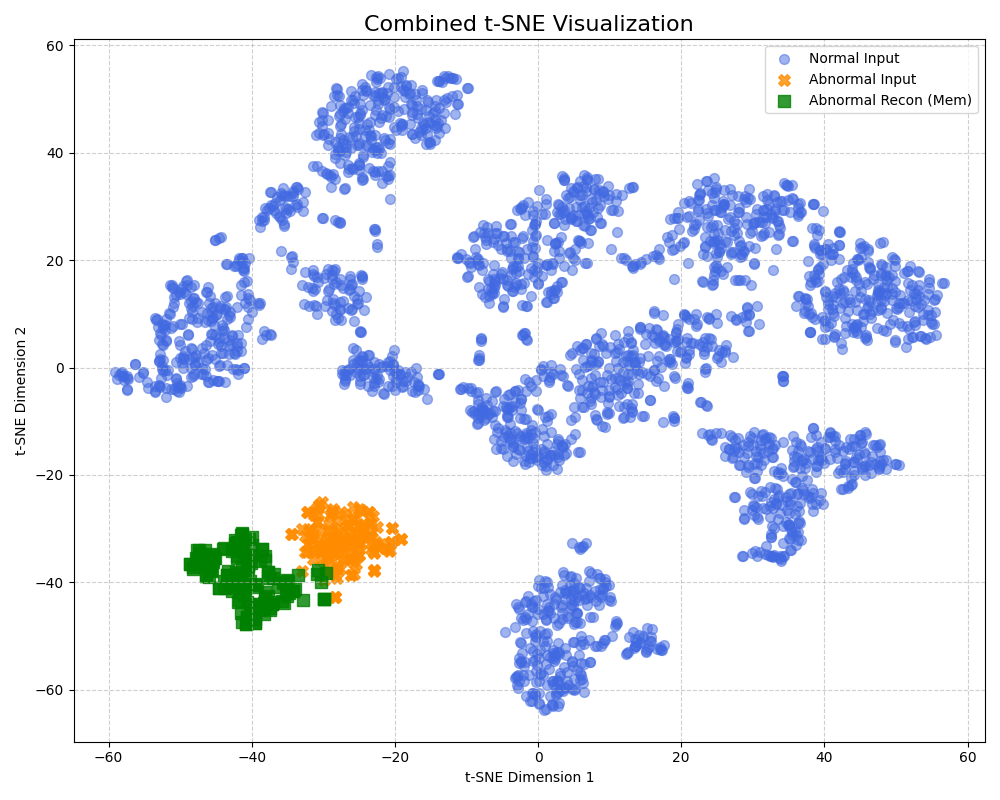 Combined t-SNE Visualization
Normal Input
Abnormal Input
Abnormal Recon (Mem)
60
40
20
0
−20
−40
−60
t-SNE Dimension 2
−60
−40
−20
0
20
40
60
t-SNE Dimension 1